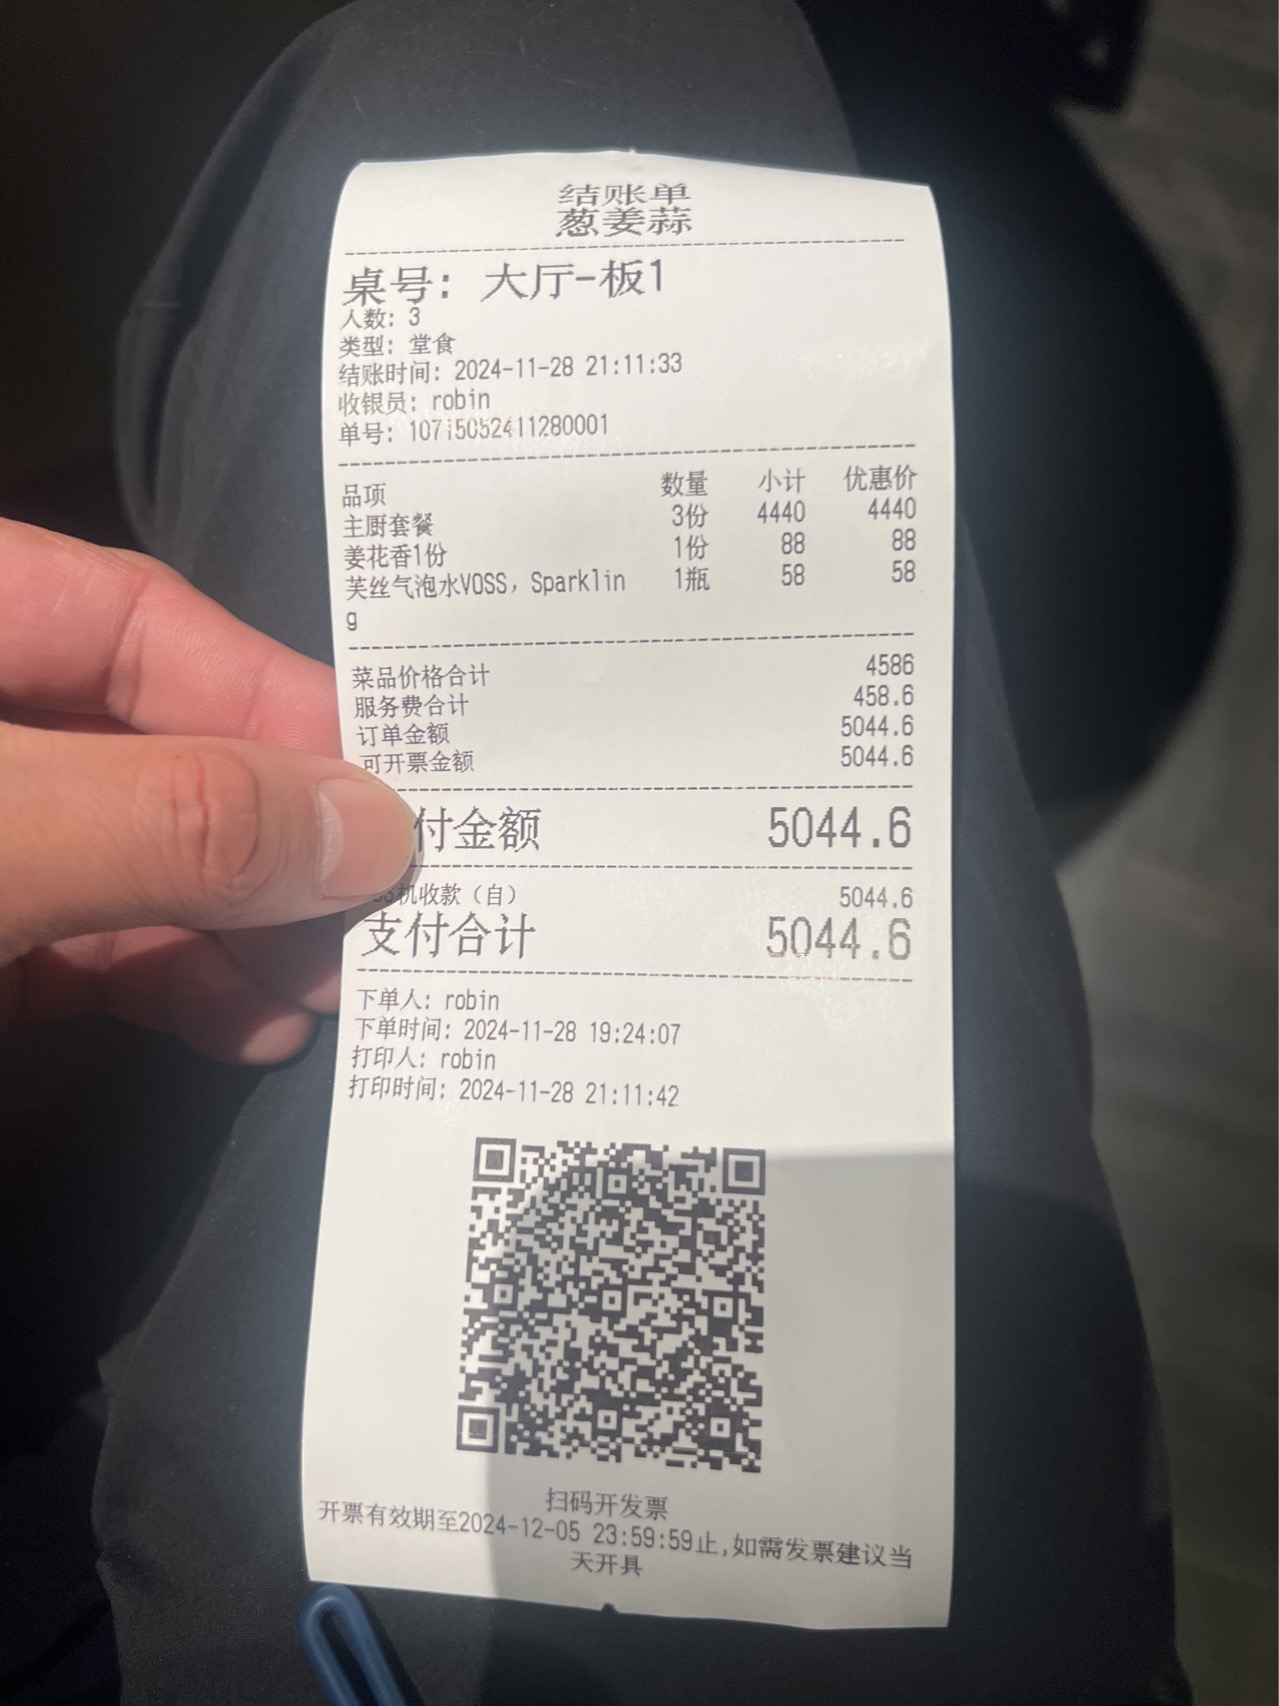 结账单
葱姜蒜
桌号：大厅-板1
人数：3
类型：堂食
结账时间：2024-11-28 21:11:33
收银员：robin
单号：10715052411280001
品项 数量 小计 优惠价
主厨套餐 3份 4440 4440
姜花香1份 1份 88 88
芙丝气泡水VOSS，Sparklin 1瓶 58 58
g
菜品价格合计 4586
服务费合计 458.6
订单金额 5044.6
可开票金额 5044.6
付金额 5044.6
机收款（自） 5044.6
支付合计 5044.6
下单人：robin
下单时间：2024-11-28 19:24:07
打印人：robin
打印时间：2024-11-28 21:11:42
扫码开发票
开票有效期至2024-12-05 23:59:59止,如需发票建议当
天开具